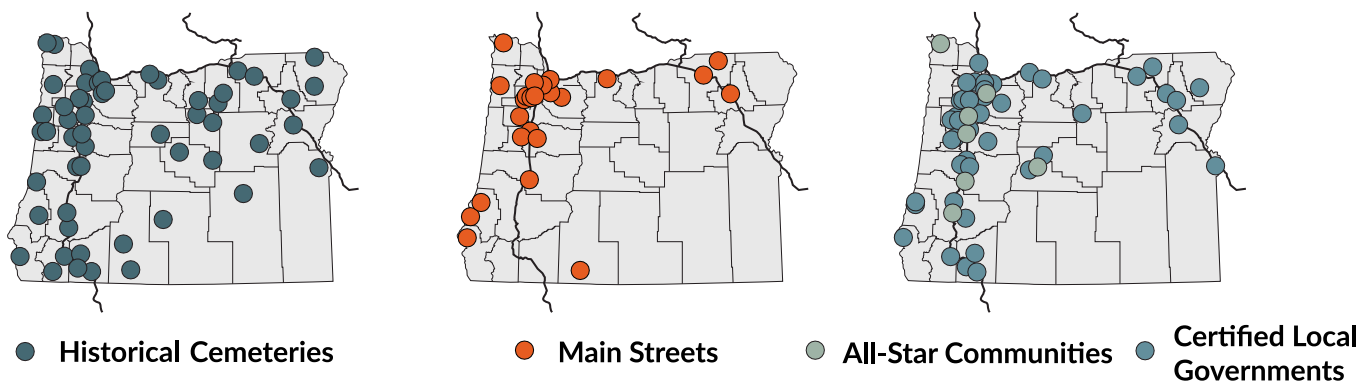 Historical Cemeteries
Main Streets
All-Star Communities
Certified Local
Governments